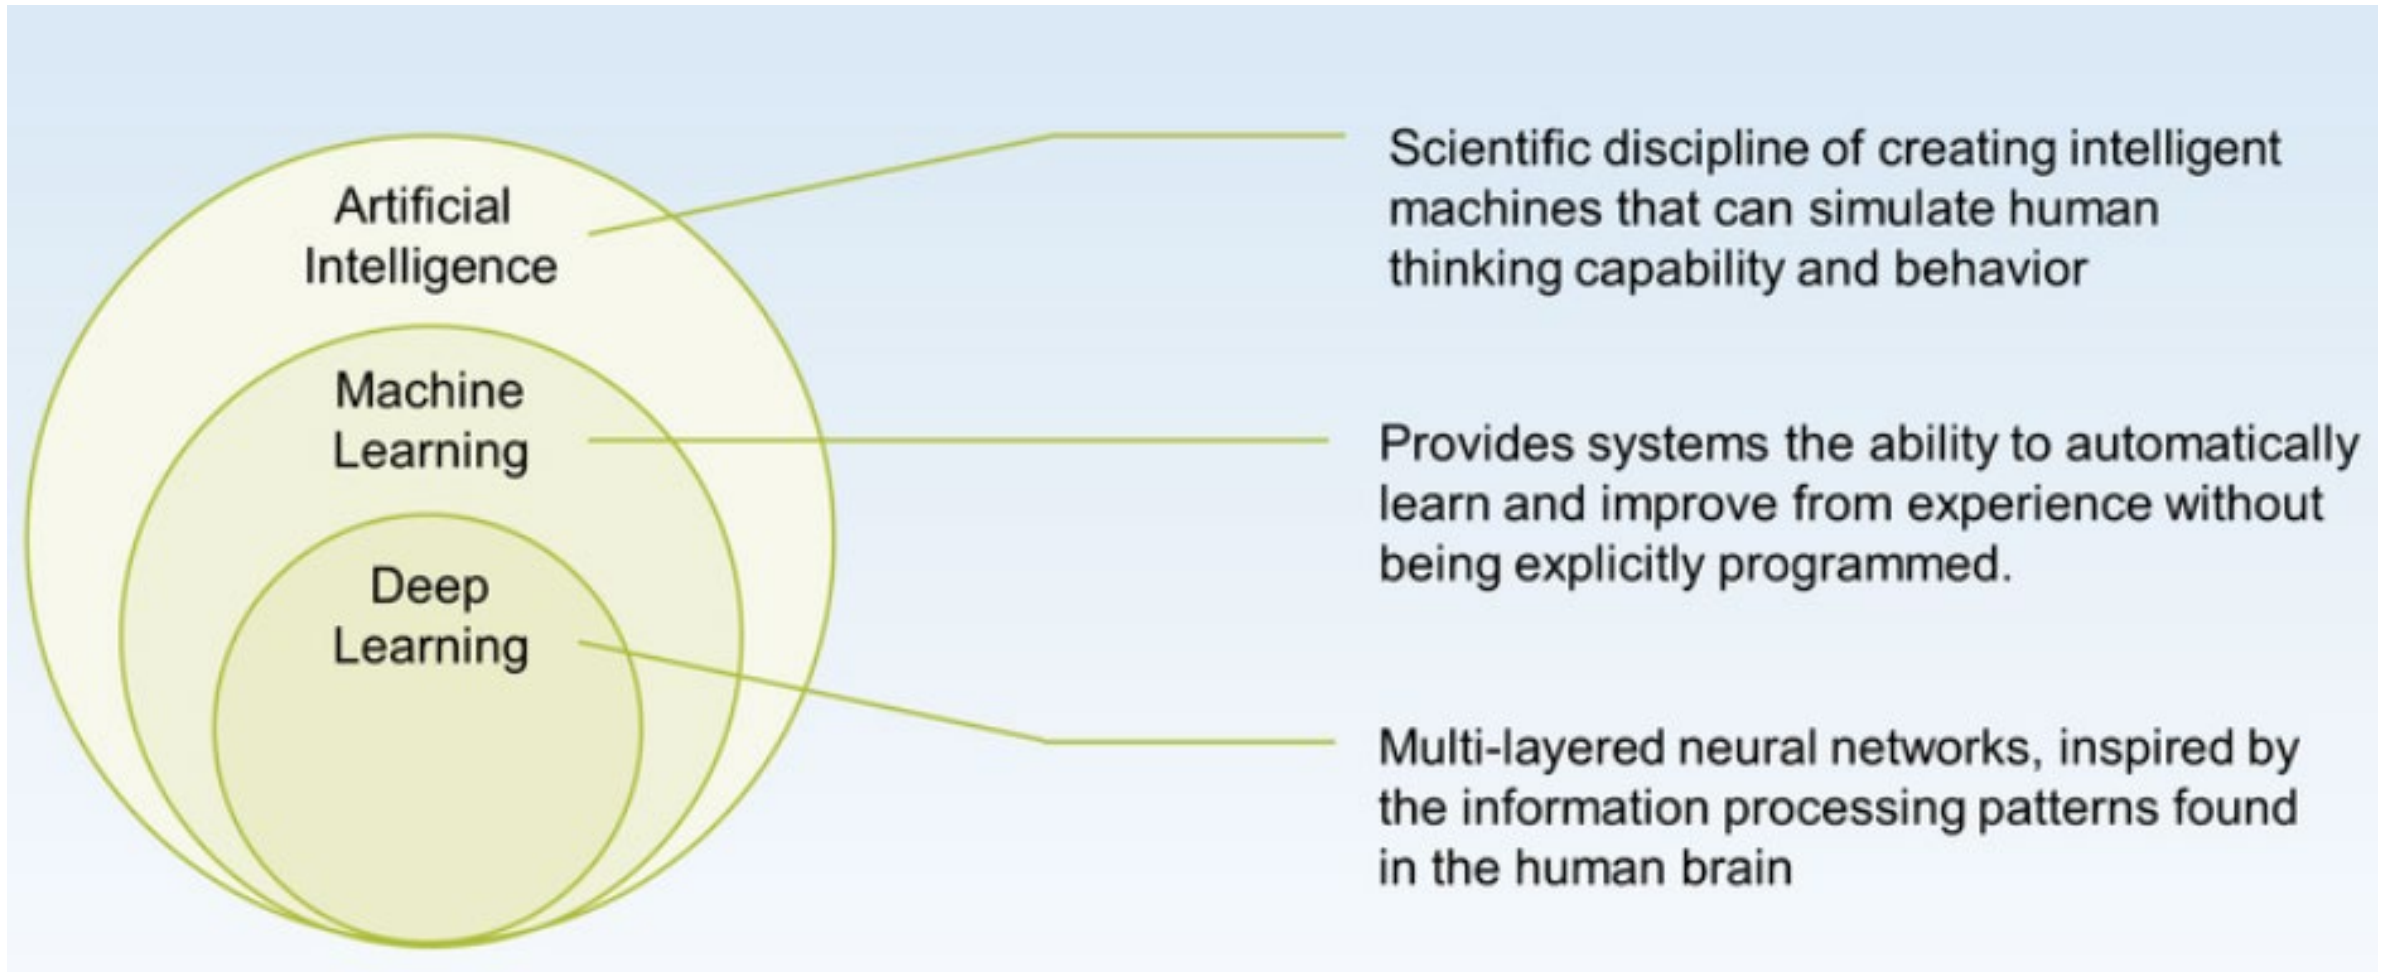 Artificial
Intelligence
Scientific discipline of creating intelligent
machines that can simulate human
thinking capability and behavior
Machine
Learning
Provides systems the ability to automatically
learn and improve from experience without
being explicitly programmed.
Deep
Learning
Multi-layered neural networks, inspired by
the information processing patterns found
in the human brain